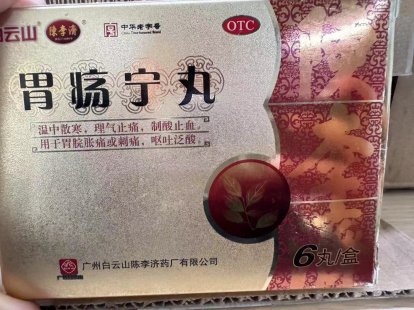 白云山 陈李济 中华老字号 OTC
胃疡宁丸
温中散寒，理气止痛，制酸止血。
用于胃脘胀痛或刺痛，呕吐泛酸
6丸/盒
广州白云山陈李济药厂有限公司